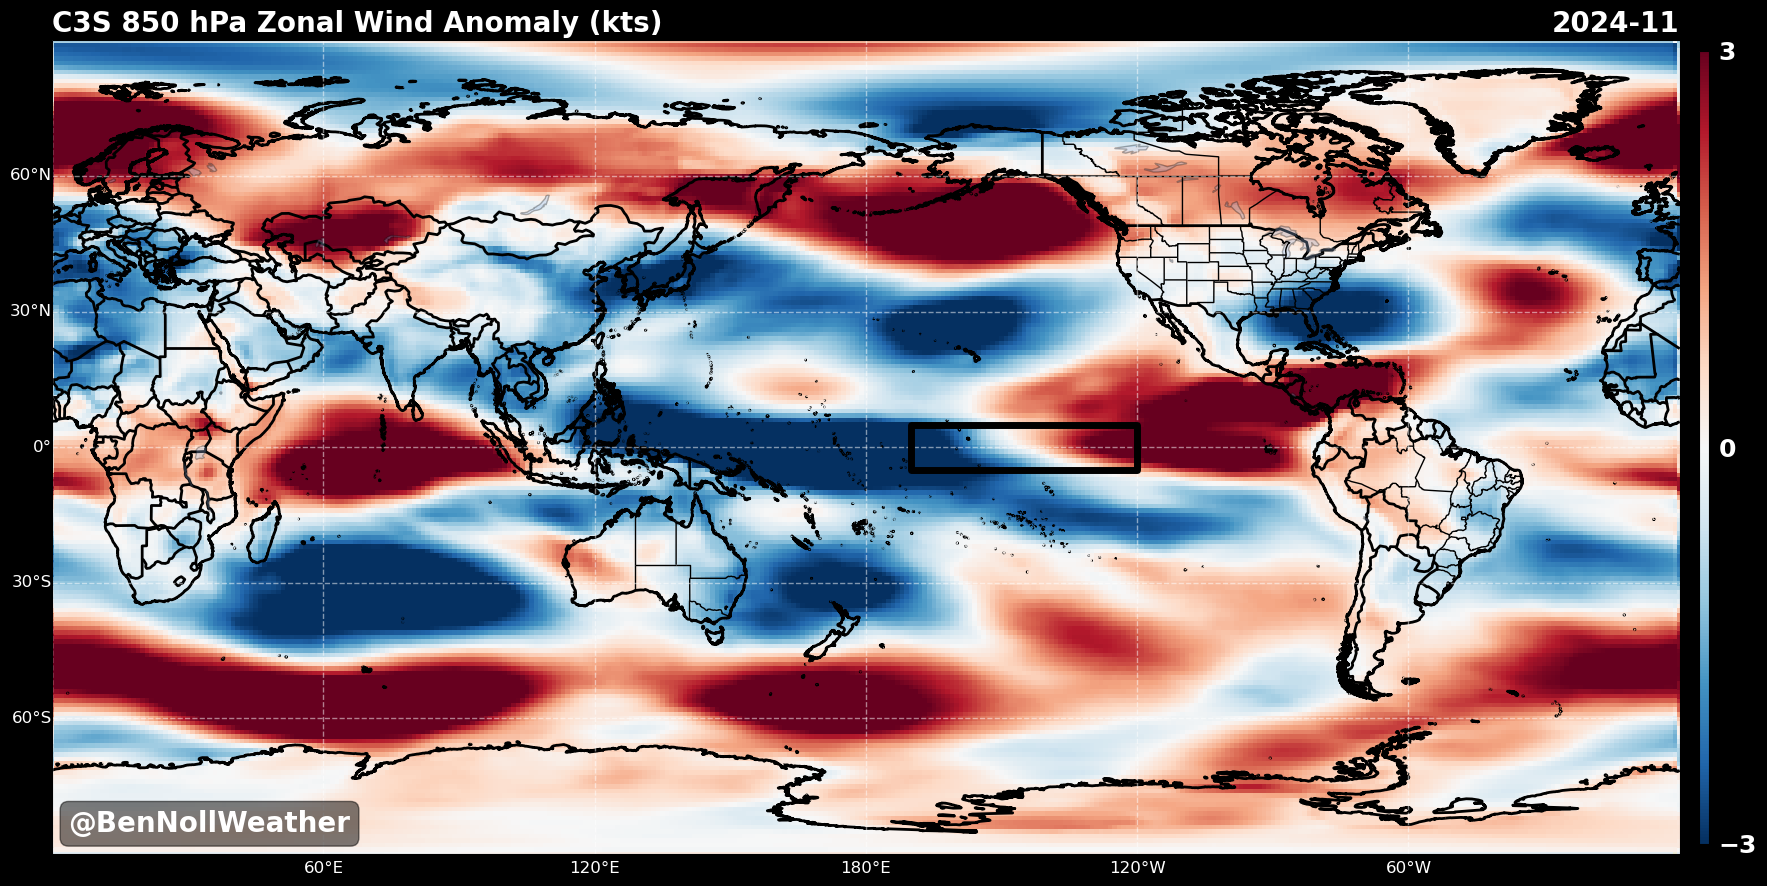 C3S 850 hPa Zonal Wind Anomaly (kts)
2024-11
3
0
−3
60°N
30°N
0°
30°S
60°S
60°E
120°E
180°E
120°W
60°W
@BenNollWeather